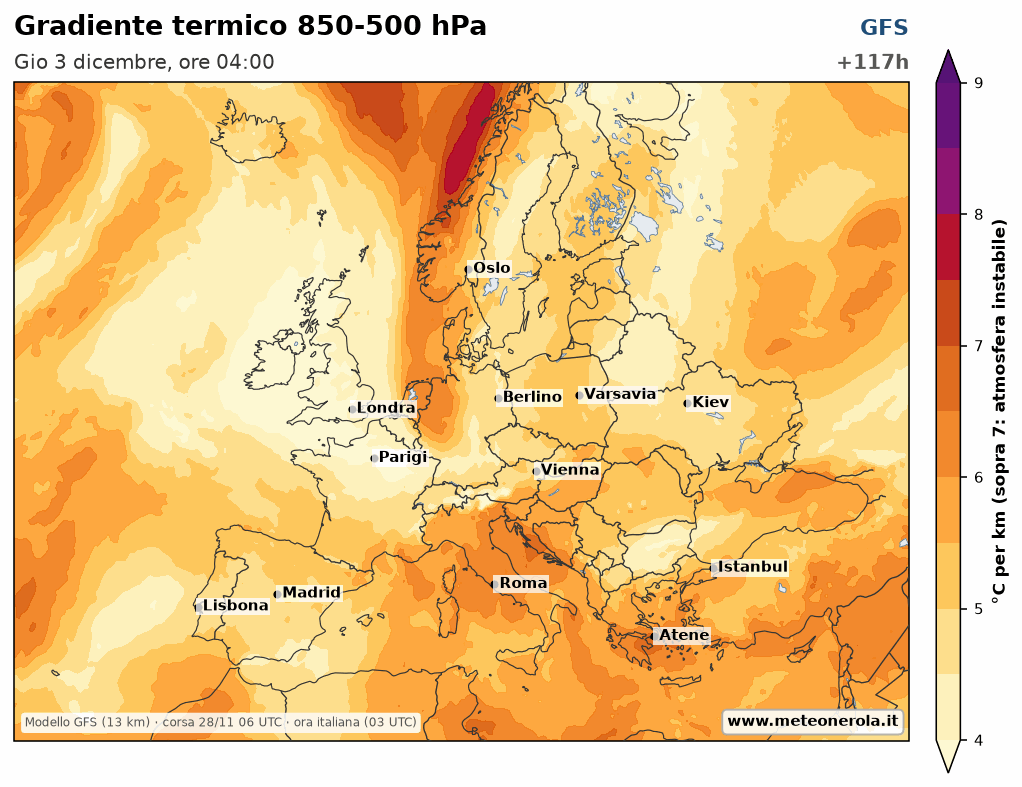 Gradiente termico 850-500 hPa
GFS
Gio 3 dicembre, ore 04:00
+117h
Oslo
Londra
Berlino
Varsavia
Kiev
Parigi
Vienna
Istanbul
Roma
Madrid
Lisbona
Atene
Modello GFS (13 km) · corsa 28/11 06 UTC · ora italiana (03 UTC)
www.meteonerola.it
9
8
7
6
5
4
°C per km (sopra 7: atmosfera instabile)